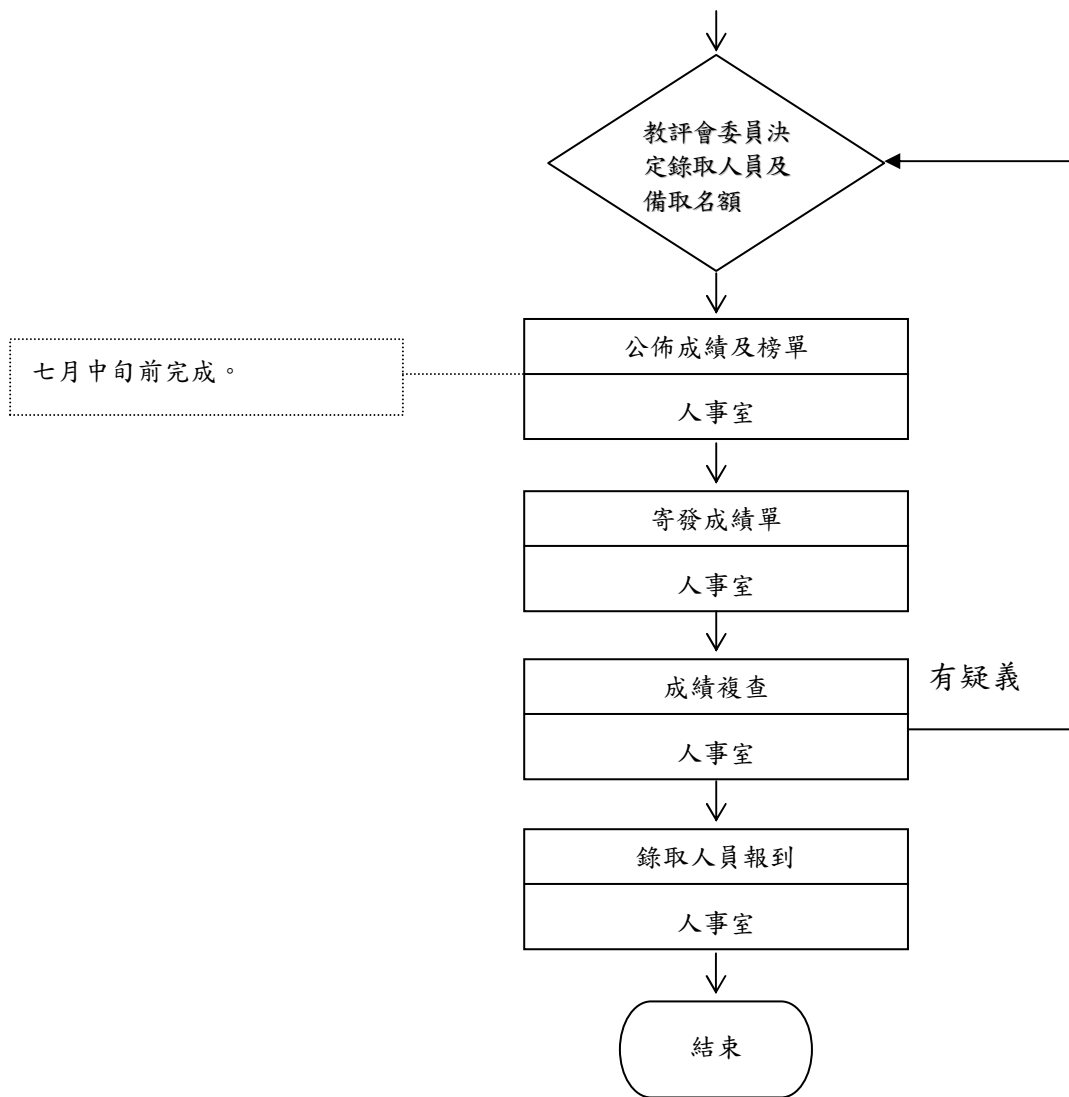 教評會委員決
定錄取人員及
備取名額
公佈成績及榜單
七月中旬前完成。
人事室
寄發成績單
人事室
成績複查
有疑義
人事室
錄取人員報到
人事室
結束